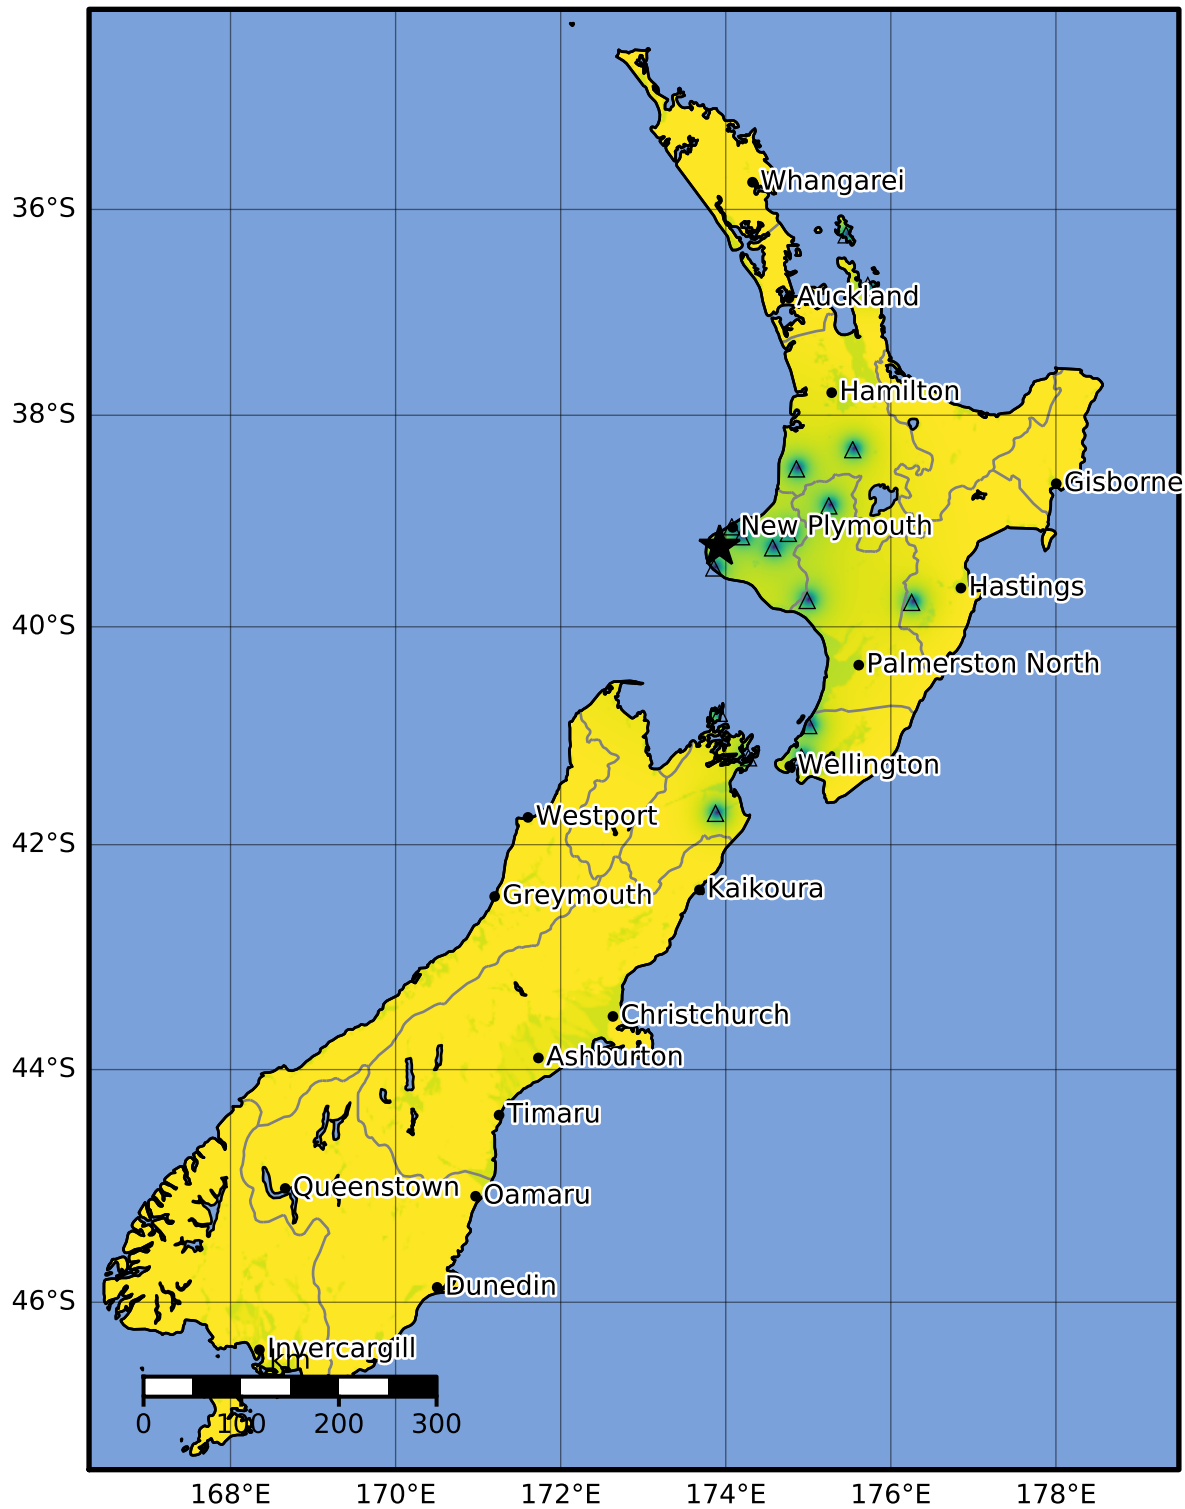 Whangarei
36°S
Auckland
Hamilton
38°S
Gisborne
New Plymouth
Hastings
40°S
Palmerston North
Wellington
Westport
42°S
Kaikoura
Greymouth
Christchurch
Ashburton
44°S
Timaru
Queenstown
Oamaru
Dunedin
46°S
Invercargill
km
0 100 200 300
168°E 170°E 172°E 174°E 176°E 178°E